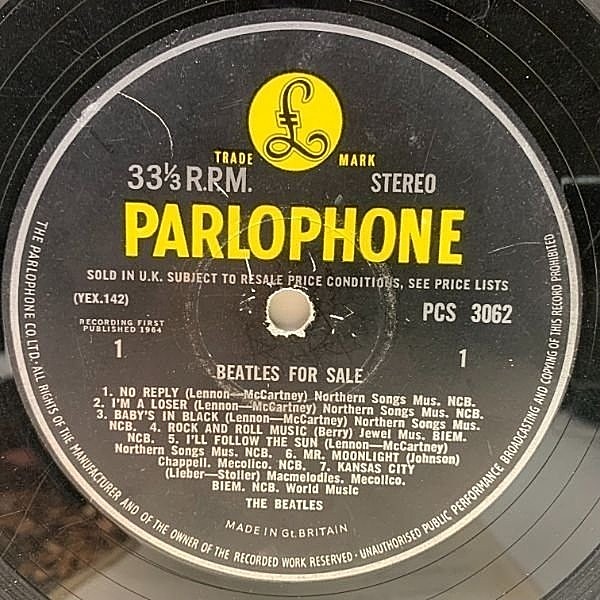 £
TRADE MARK
33⅓ R.P.M. STEREO
PARLOPHONE
SOLD IN U.K. SUBJECT TO RESALE PRICE CONDITIONS, SEE PRICE LISTS
(YEX.142) PCS 3062
RECORDING FIRST
PUBLISHED 1964
1 1
BEATLES FOR SALE
1. NO REPLY (Lennon—McCartney) Northern Songs Mus. NCB.
2. I'M A LOSER (Lennon—McCartney) Northern Songs Mus. NCB.
3. BABY'S IN BLACK (Lennon—McCartney) Northern Songs Mus.
NCB. 4. ROCK AND ROLL MUSIC (Berry) Jewel Mus. BIEM.
NCB. 5. I'LL FOLLOW THE SUN (Lennon—McCartney)
Northern Songs Mus. NCB. 6. MR. MOONLIGHT (Johnson)
Chappell. Mecolico. NCB. 7. KANSAS CITY
(Lieber—Stoller) Macmelodies. Mecolico.
BIEM. NCB. World Music
THE BEATLES
MADE IN Gt. BRITAIN
THE PARLOPHONE CO. LTD. · ALL RIGHTS OF THE MANUFACTURER AND OF THE OWNER OF THE RECORDED WORK RESERVED · UNAUTHORISED PUBLIC PERFORMANCE BROADCASTING AND COPYING OF THIS RECORD PROHIBITED